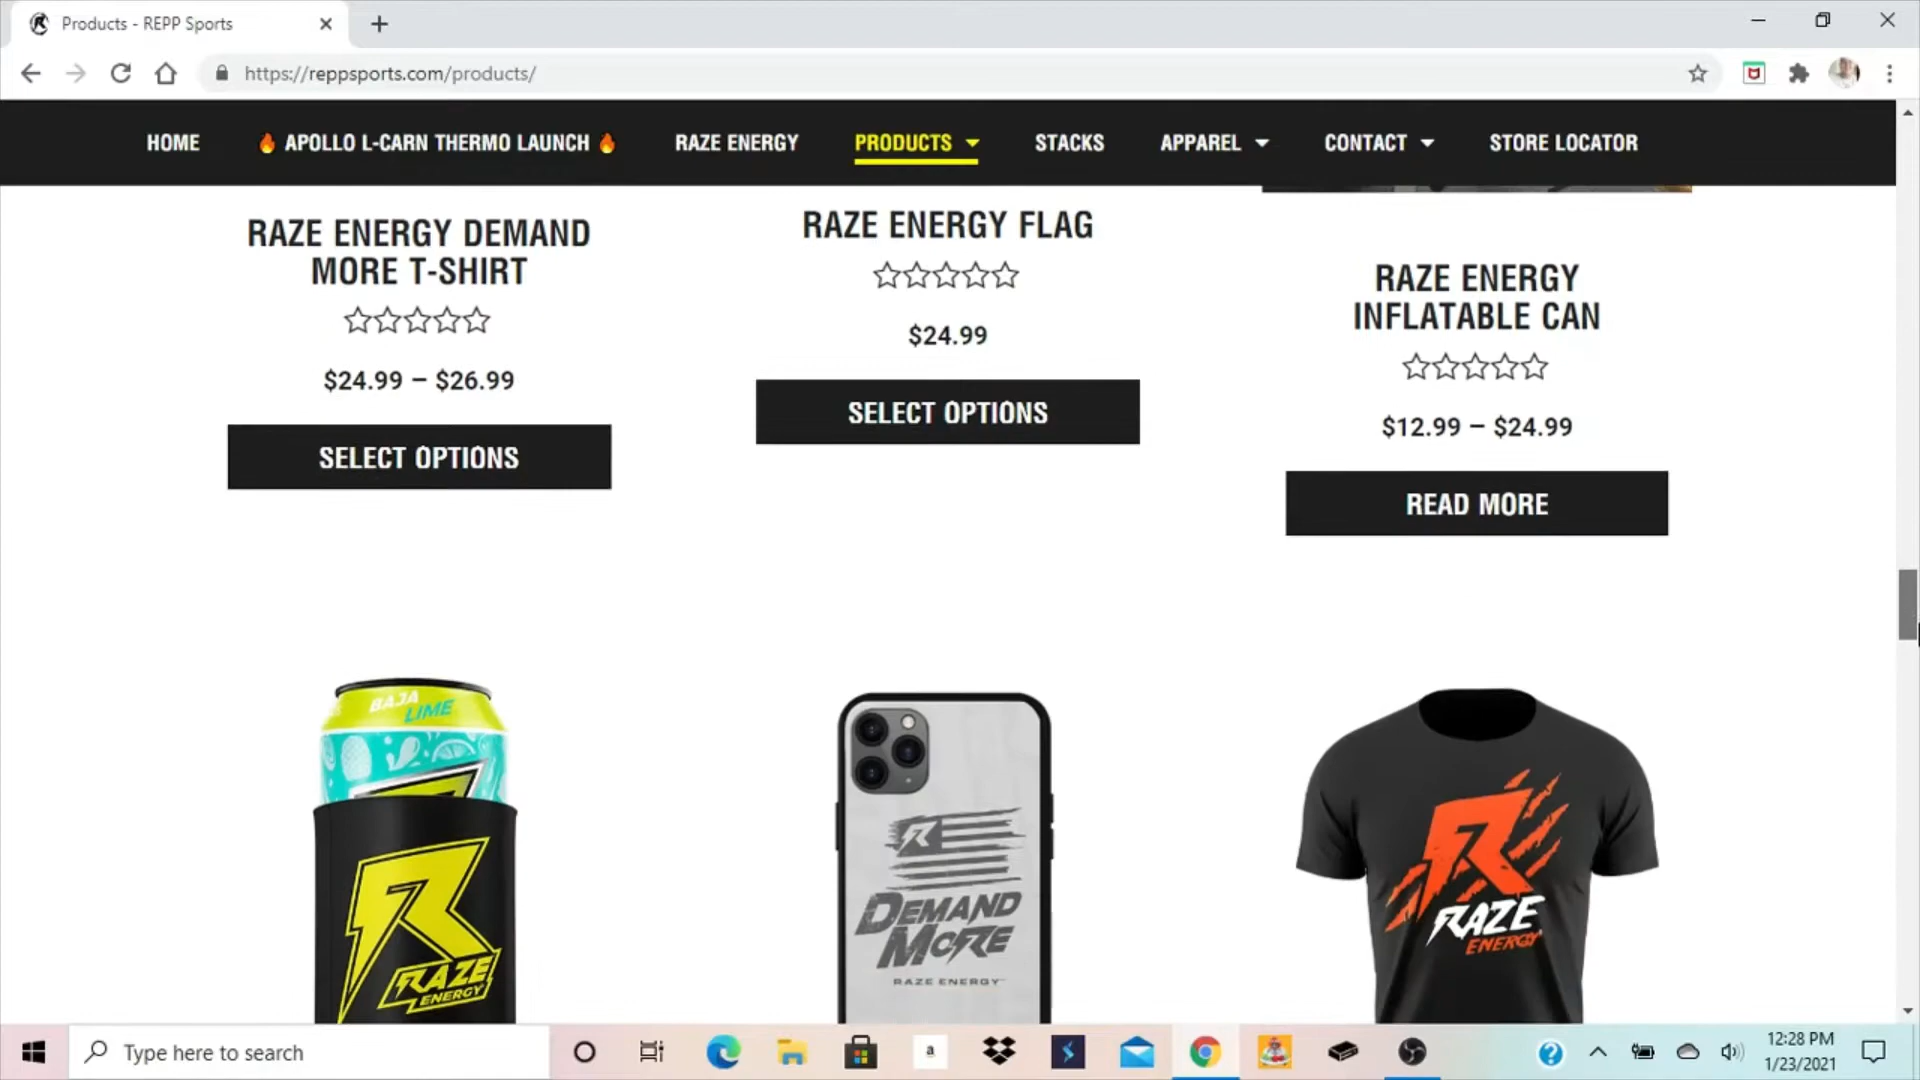 Products - REPP Sports
https://reppsports.com/products/
HOME
APOLLO L-CARN THERMO LAUNCH
RAZE ENERGY
PRODUCTS
STACKS
APPAREL
CONTACT
STORE LOCATOR
RAZE ENERGY DEMAND
MORE T-SHIRT
$24.99 – $26.99
SELECT OPTIONS
RAZE ENERGY FLAG
$24.99
SELECT OPTIONS
RAZE ENERGY
INFLATABLE CAN
$12.99 – $24.99
READ MORE
BAJA
LIME
R
RAZE
ENERGY
R
DEMAND
MORE
RAZE ENERGY
R
RAZE
ENERGY
Type here to search
a
12:28 PM
1/23/2021